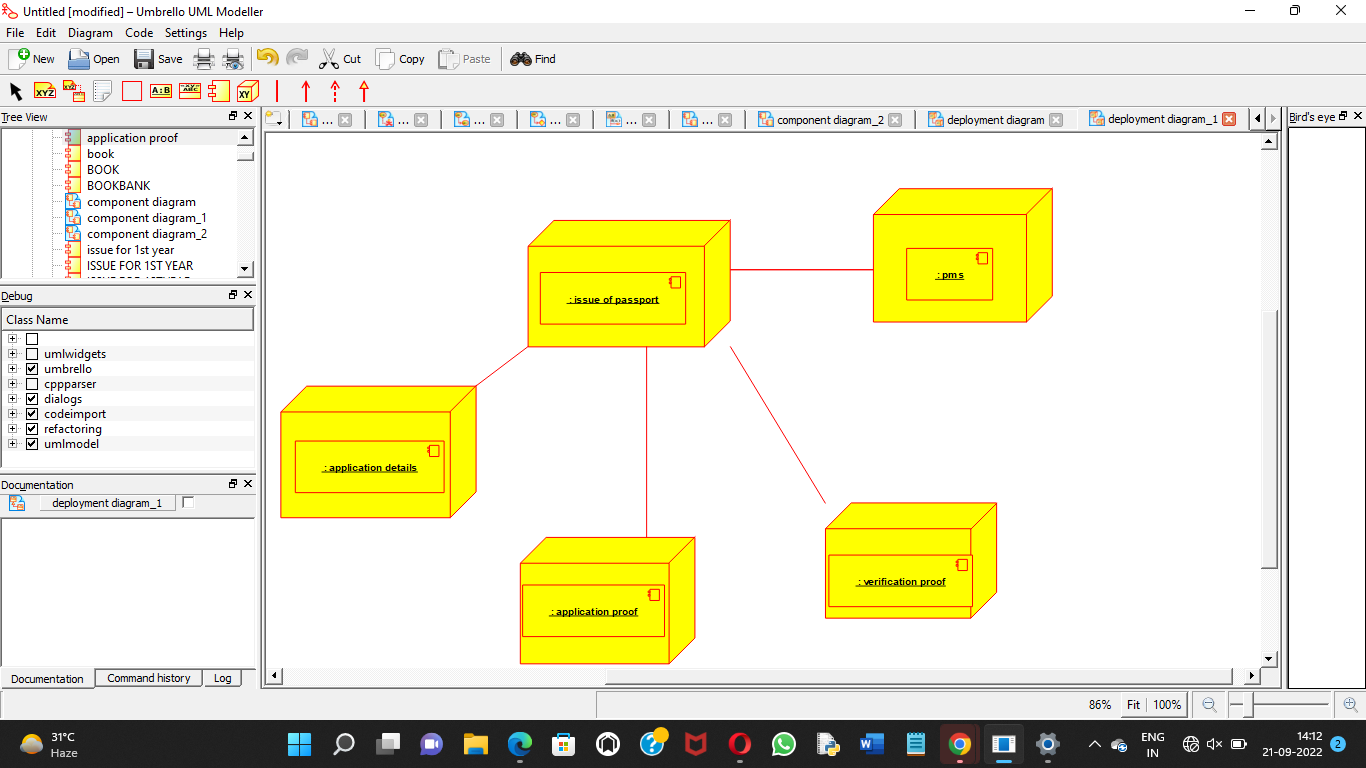 Untitled [modified] – Umbrello UML Modeller
File Edit Diagram Code Settings Help
New Open Save Cut Copy Paste Find
XYZ XYZ A:B ABC XY
Tree View
Bird's eye
... ... ... ... ... ... component diagram_2 deployment diagram deployment diagram_1
application proof
book
BOOK
BOOKBANK
component diagram
component diagram_1
component diagram_2
issue for 1st year
ISSUE FOR 1ST YEAR
Debug
Class Name
umlwidgets
umbrello
cppparser
dialogs
codeimport
refactoring
umlmodel
Documentation
deployment diagram_1
Documentation Command history Log
: issue of passport
: pms
: application details
: application proof
: verification proof
86% Fit 100%
31°C
Haze
ENG
IN
14:12
21-09-2022
2